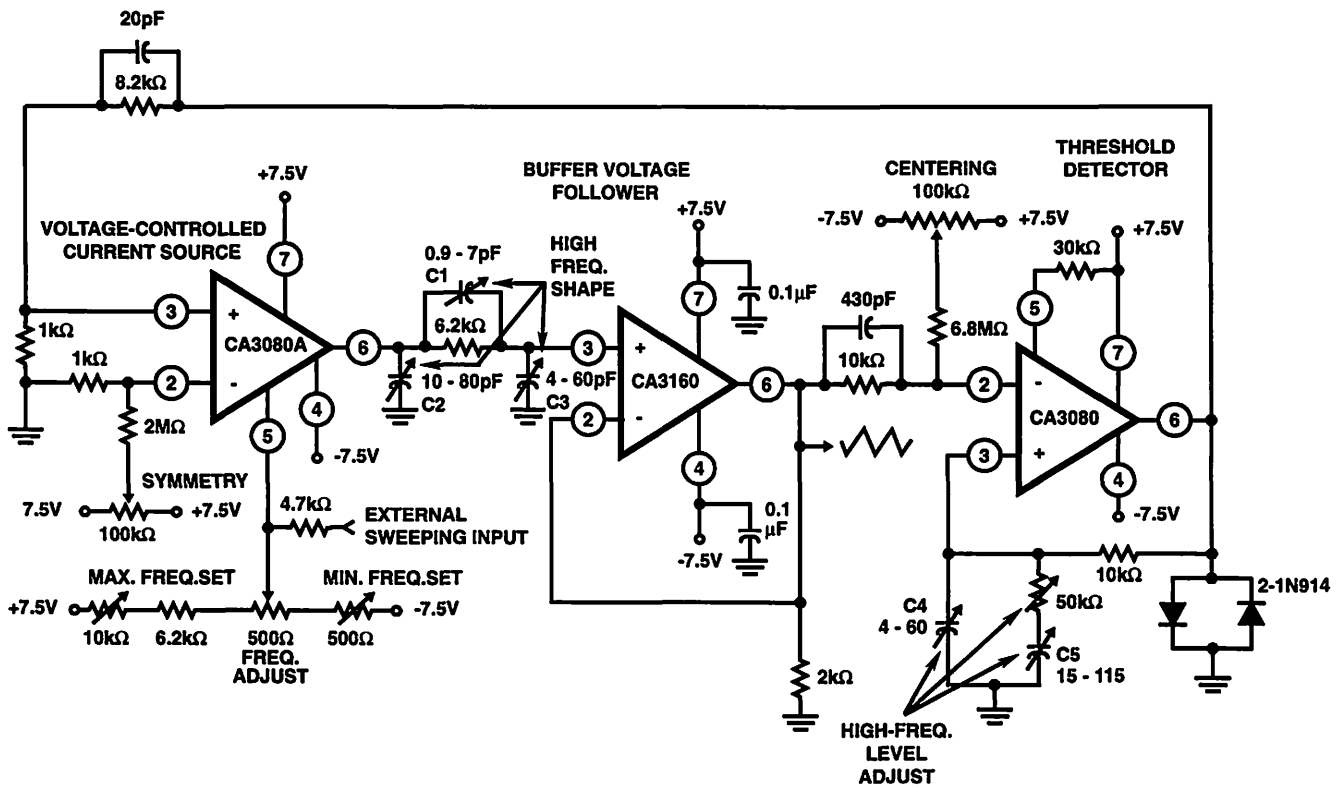 20pF
8.2kΩ
+7.5V
VOLTAGE-CONTROLLED
CURRENT SOURCE
7
3
+
1kΩ
1kΩ
2
-
CA3080A
6
4
5
-7.5V
2MΩ
SYMMETRY
7.5V
+7.5V
100kΩ
4.7kΩ
EXTERNAL
SWEEPING INPUT
MAX. FREQ.SET
MIN. FREQ.SET
+7.5V
-7.5V
10kΩ
6.2kΩ
500Ω
500Ω
FREQ.
ADJUST
0.9 - 7pF
C1
HIGH
FREQ.
SHAPE
6.2kΩ
10 - 80pF
C2
4 - 60pF
C3
BUFFER VOLTAGE
FOLLOWER
+7.5V
7
0.1μF
3
+
CA3160
6
2
-
4
0.1
μF
-7.5V
2kΩ
CENTERING
100kΩ
-7.5V
+7.5V
430pF
10kΩ
6.8MΩ
THRESHOLD
DETECTOR
+7.5V
30kΩ
5
7
2
-
CA3080
6
3
+
4
-7.5V
10kΩ
50kΩ
C4
4 - 60
C5
15 - 115
2-1N914
HIGH-FREQ.
LEVEL
ADJUST